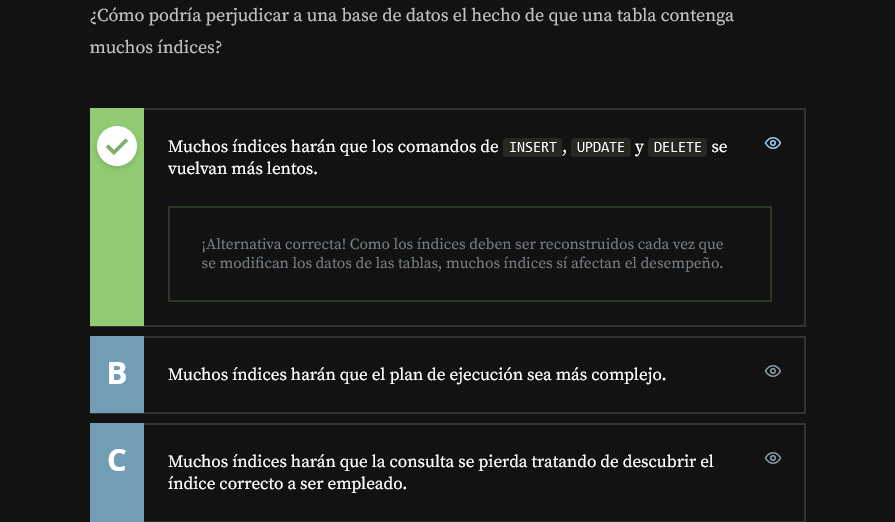 ¿Cómo podría perjudicar a una base de datos el hecho de que una tabla contenga
muchos índices?
Muchos índices harán que los comandos de INSERT, UPDATE y DELETE se
vuelvan más lentos.
¡Alternativa correcta! Como los índices deben ser reconstruidos cada vez que
se modifican los datos de las tablas, muchos índices sí afectan el desempeño.
B
Muchos índices harán que el plan de ejecución sea más complejo.
C
Muchos índices harán que la consulta se pierda tratando de descubrir el
índice correcto a ser empleado.